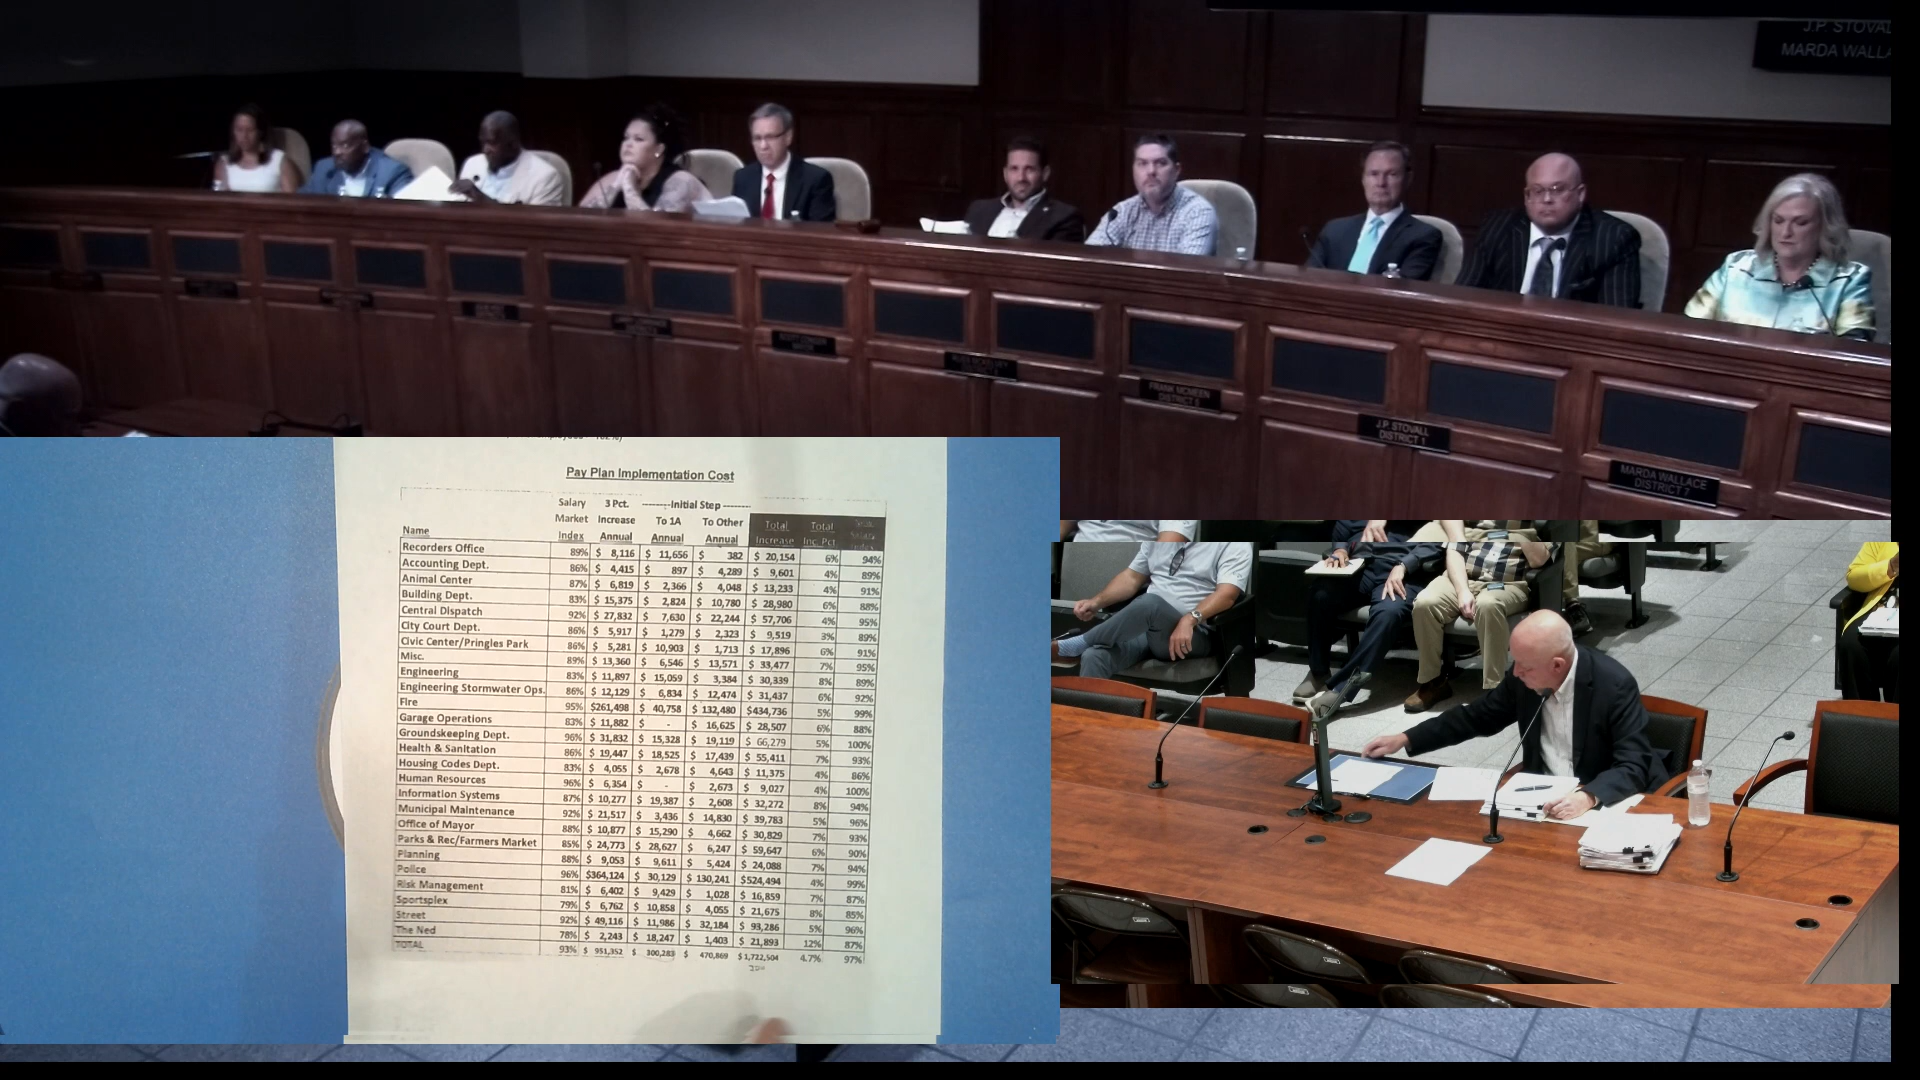 J.P. STOVAL
MARDA WALLA
SCOTT CONGER
MAYOR
FRANK MCMEEN
DISTRICT 6
J.P. STOVALL
DISTRICT 1
MARDA WALLACE
DISTRICT 7
Pay Plan Implementation Cost
Salary 3 Pct. --------Initial Step --------
Market Increase To 1A To Other Total Total
Name Index Annual Annual Annual Increase Inc. Pct.
Recorders Office 89% $ 8,116 $ 11,656 $ 382 $ 20,154 6% 94%
Accounting Dept. 86% $ 4,415 $ 897 $ 4,289 $ 9,601 4% 89%
Animal Center 87% $ 6,819 $ 2,366 $ 4,048 $ 13,233 4% 91%
Building Dept. 83% $ 15,375 $ 2,824 $ 10,780 $ 28,980 6% 88%
Central Dispatch 92% $ 27,832 $ 7,630 $ 22,244 $ 57,706 4% 95%
City Court Dept. 86% $ 5,917 $ 1,279 $ 2,323 $ 9,519 3% 89%
Civic Center/Pringles Park 86% $ 5,281 $ 10,903 $ 1,713 $ 17,896 6% 91%
Misc. 89% $ 13,360 $ 6,546 $ 13,571 $ 33,477 7% 95%
Engineering 83% $ 11,897 $ 15,059 $ 3,384 $ 30,339 8% 89%
Engineering Stormwater Ops. 86% $ 12,129 $ 6,834 $ 12,474 $ 31,437 6% 92%
Fire 95% $261,498 $ 40,758 $ 132,480 $434,736 5% 99%
Garage Operations 83% $ 11,882 $ - $ 16,625 $ 28,507 6% 88%
Groundskeeping Dept. 96% $ 31,832 $ 15,328 $ 19,119 $ 66,279 5% 100%
Health & Sanitation 86% $ 19,447 $ 18,525 $ 17,439 $ 55,411 7% 93%
Housing Codes Dept. 83% $ 4,055 $ 2,678 $ 4,643 $ 11,375 4% 86%
Human Resources 96% $ 6,354 $ - $ 2,673 $ 9,027 4% 100%
Information Systems 87% $ 10,277 $ 19,387 $ 2,608 $ 32,272 8% 94%
Municipal Maintenance 92% $ 21,517 $ 3,436 $ 14,830 $ 39,783 5% 96%
Office of Mayor 88% $ 10,877 $ 15,290 $ 4,662 $ 30,829 7% 93%
Parks & Rec/Farmers Market 85% $ 24,773 $ 28,627 $ 6,247 $ 59,647 6% 90%
Planning 88% $ 9,053 $ 9,611 $ 5,424 $ 24,088 7% 94%
Police 96% $364,124 $ 30,129 $ 130,241 $524,494 4% 99%
Risk Management 81% $ 6,402 $ 9,429 $ 1,028 $ 16,859 7% 87%
Sportsplex 79% $ 6,762 $ 10,858 $ 4,055 $ 21,675 8% 85%
Street 92% $ 49,116 $ 11,986 $ 32,184 $ 93,286 5% 96%
The Ned 78% $ 2,243 $ 18,247 $ 1,403 $ 21,893 12% 87%
TOTAL 93% $ 951,352 $ 300,283 $ 470,869 $ 1,722,504 4.7% 97%